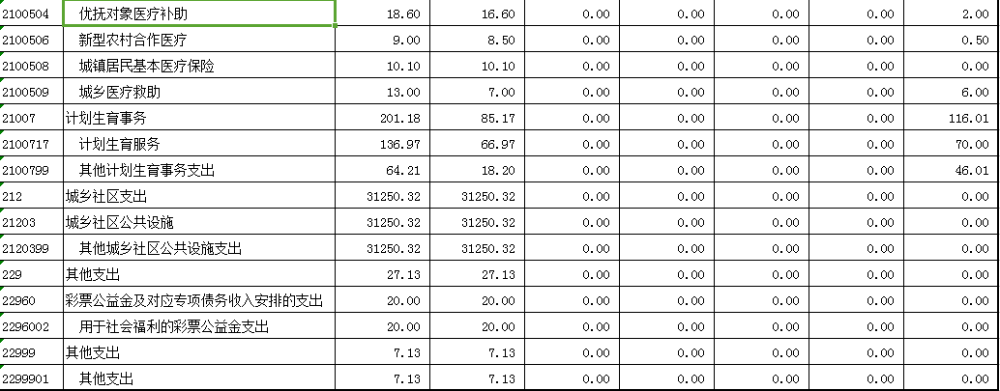 2100504 优抚对象医疗补助 18.60 16.60 0.00 0.00 0.00 0.00 2.00
2100506 新型农村合作医疗 9.00 8.50 0.00 0.00 0.00 0.00 0.50
2100508 城镇居民基本医疗保险 10.10 10.10 0.00 0.00 0.00 0.00 0.00
2100509 城乡医疗救助 13.00 7.00 0.00 0.00 0.00 0.00 6.00
21007 计划生育事务 201.18 85.17 0.00 0.00 0.00 0.00 116.01
2100717 计划生育服务 136.97 66.97 0.00 0.00 0.00 0.00 70.00
2100799 其他计划生育事务支出 64.21 18.20 0.00 0.00 0.00 0.00 46.01
212 城乡社区支出 31250.32 31250.32 0.00 0.00 0.00 0.00 0.00
21203 城乡社区公共设施 31250.32 31250.32 0.00 0.00 0.00 0.00 0.00
2120399 其他城乡社区公共设施支出 31250.32 31250.32 0.00 0.00 0.00 0.00 0.00
229 其他支出 27.13 27.13 0.00 0.00 0.00 0.00 0.00
22960 彩票公益金及对应专项债务收入安排的支出 20.00 20.00 0.00 0.00 0.00 0.00 0.00
2296002 用于社会福利的彩票公益金支出 20.00 20.00 0.00 0.00 0.00 0.00 0.00
22999 其他支出 7.13 7.13 0.00 0.00 0.00 0.00 0.00
2299901 其他支出 7.13 7.13 0.00 0.00 0.00 0.00 0.00